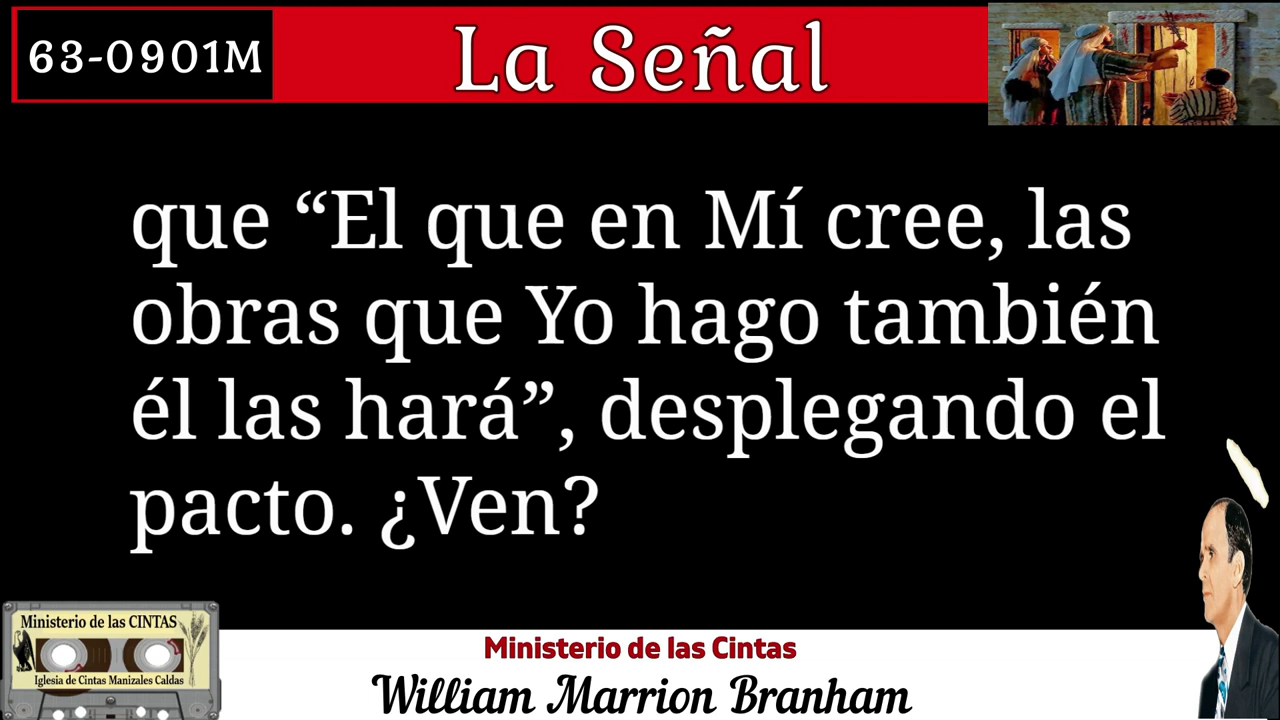 63-0901M
La Señal
que “El que en Mí cree, las
obras que Yo hago también
él las hará”, desplegando el
pacto. ¿Ven?
Ministerio de las CINTAS
Iglesia de Cintas Manizales Caldas
Ministerio de las Cintas
William Marrion Branham